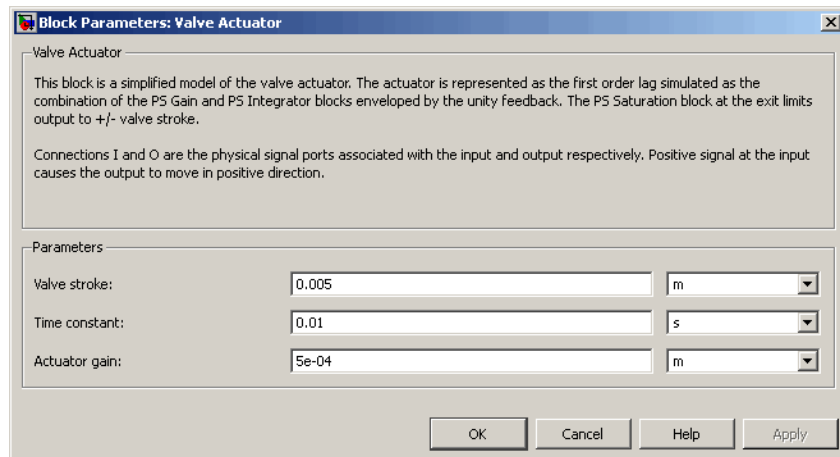 Block Parameters: Valve Actuator
Valve Actuator
This block is a simplified model of the valve actuator. The actuator is represented as the first order lag simulated as the
combination of the PS Gain and PS Integrator blocks enveloped by the unity feedback. The PS Saturation block at the exit limits
output to +/- valve stroke.
Connections I and O are the physical signal ports associated with the input and output respectively. Positive signal at the input
causes the output to move in positive direction.
Parameters
Valve stroke: 0.005 m
Time constant: 0.01 s
Actuator gain: 5e-04 m
OK Cancel Help Apply